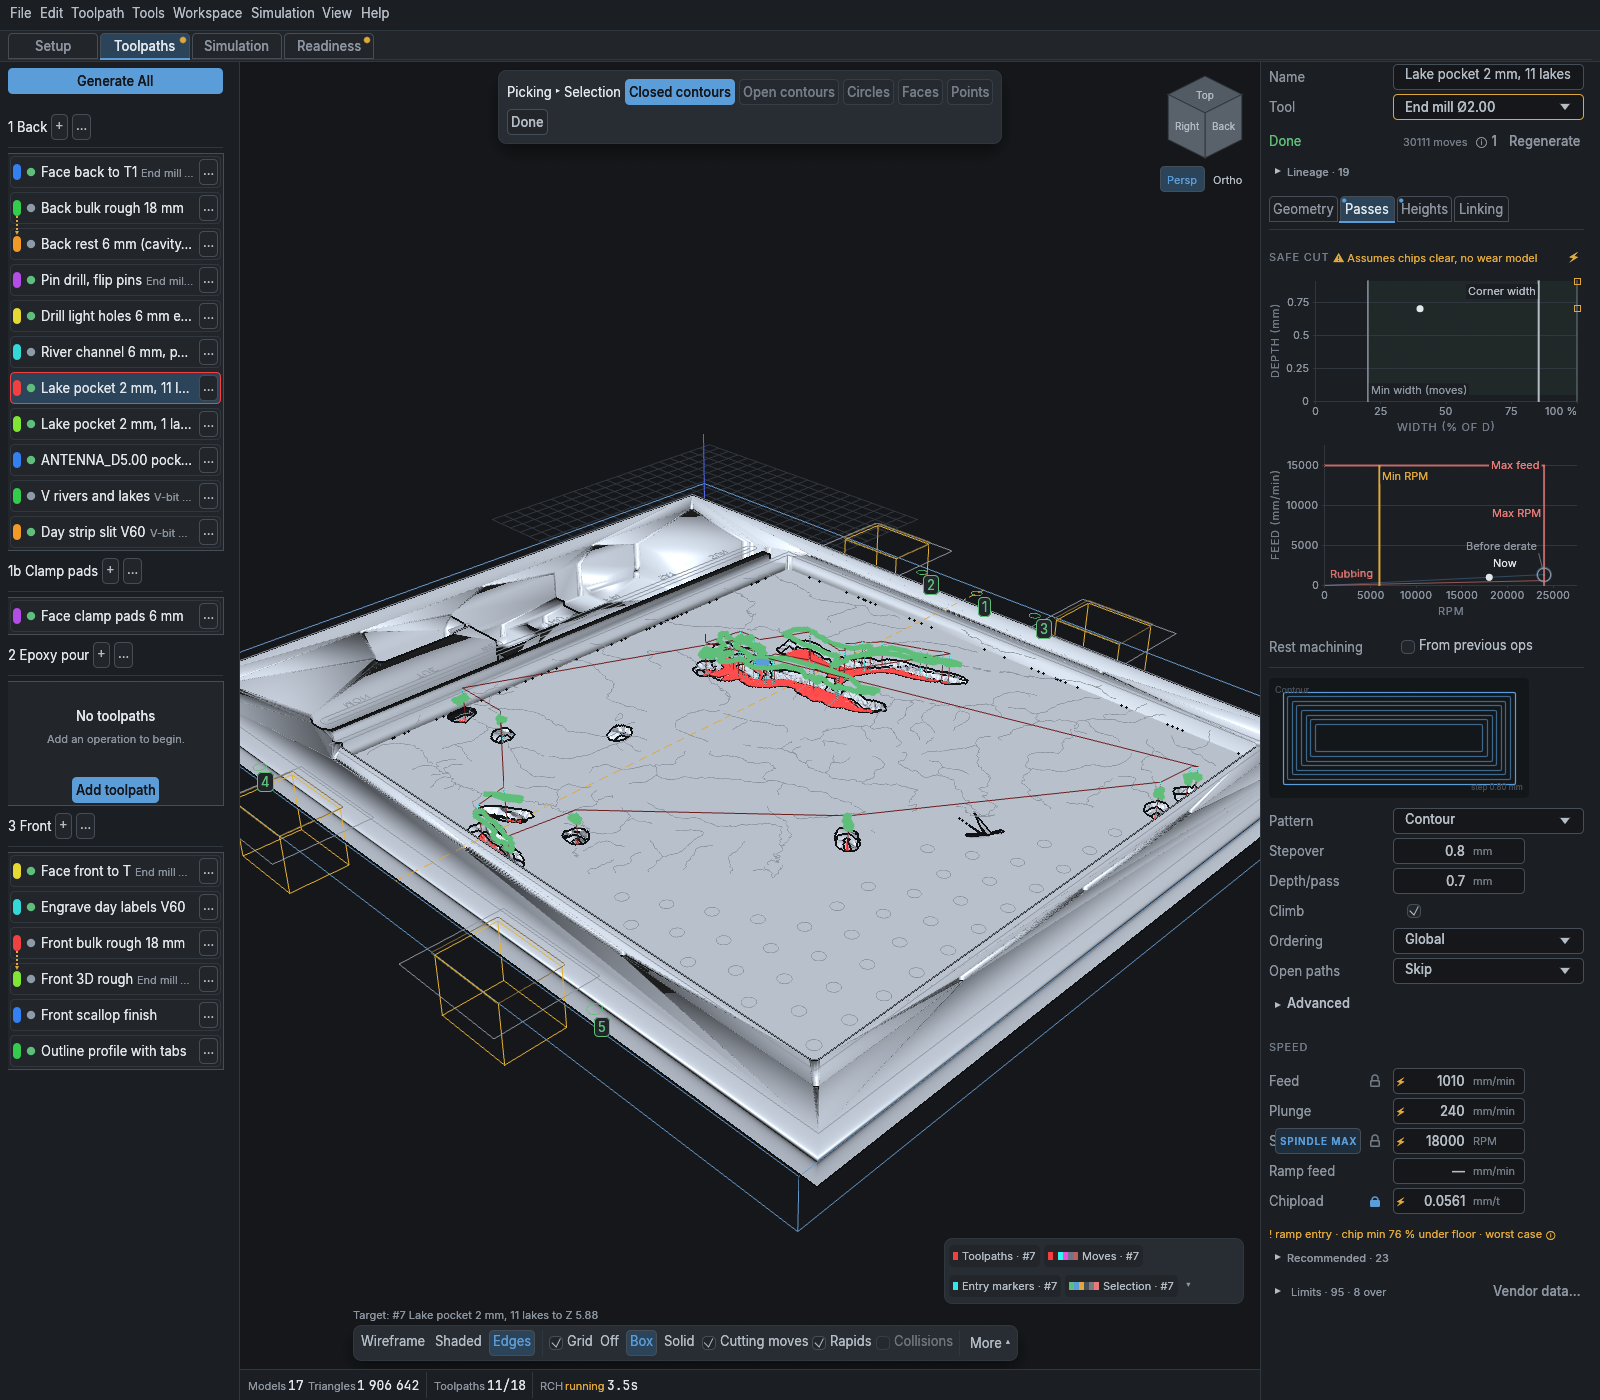 File Edit Toolpath Tools Workspace Simulation View Help
Setup Toolpaths Simulation Readiness
Generate All
1 Back + ...
Face back to T1 End mill ... ...
Back bulk rough 18 mm ...
Back rest 6 mm (cavity... ...
Pin drill, flip pins End mil... ...
Drill light holes 6 mm e... ...
River channel 6 mm, p... ...
Lake pocket 2 mm, 11 l... ...
Lake pocket 2 mm, 1 la... ...
ANTENNA_D5.00 pock... ...
V rivers and lakes V-bit ... ...
Day strip slit V60 V-bit ... ...
1b Clamp pads + ...
Face clamp pads 6 mm ...
2 Epoxy pour + ...
No toolpaths
Add an operation to begin.
Add toolpath
3 Front + ...
Face front to T End mill ... ...
Engrave day labels V60 ...
Front bulk rough 18 mm ...
Front 3D rough End mill ... ...
Front scallop finish ...
Outline profile with tabs ...
Picking ▸ Selection Closed contours Open contours Circles Faces Points
Done
Top
Right Back
Persp Ortho
2
1
3
4
5
Toolpaths · #7 Moves · #7
Entry markers · #7 Selection · #7
Target: #7 Lake pocket 2 mm, 11 lakes to Z 5.88
Wireframe Shaded Edges Grid Off Box Solid Cutting moves Rapids Collisions More
Models 17 Triangles 1 906 642 Toolpaths 11/18 RCH running 3.5s
Name Lake pocket 2 mm, 11 lakes
Tool End mill Ø2.00
Done 30111 moves 1 Regenerate
Lineage · 19
Geometry Passes Heights Linking
SAFE CUT Assumes chips clear, no wear model
Corner width
0.75
0.5
0.25
0
DEPTH (mm)
Min width (moves)
0 25 50 75 100 %
WIDTH (% OF D)
15000
10000
5000
0
FEED (mm/min)
Max feed
Min RPM
Max RPM
Before derate
Now
Rubbing
0 5000 10000 15000 20000 25000
RPM
Rest machining From previous ops
Contour
step 0.80 mm
Pattern Contour
Stepover 0.8 mm
Depth/pass 0.7 mm
Climb
Ordering Global
Open paths Skip
Advanced
SPEED
Feed 1010 mm/min
Plunge 240 mm/min
S SPINDLE MAX 18000 RPM
Ramp feed — mm/min
Chipload 0.0561 mm/t
! ramp entry · chip min 76 % under floor · worst case
Recommended · 23
Limits · 95 · 8 over Vendor data...